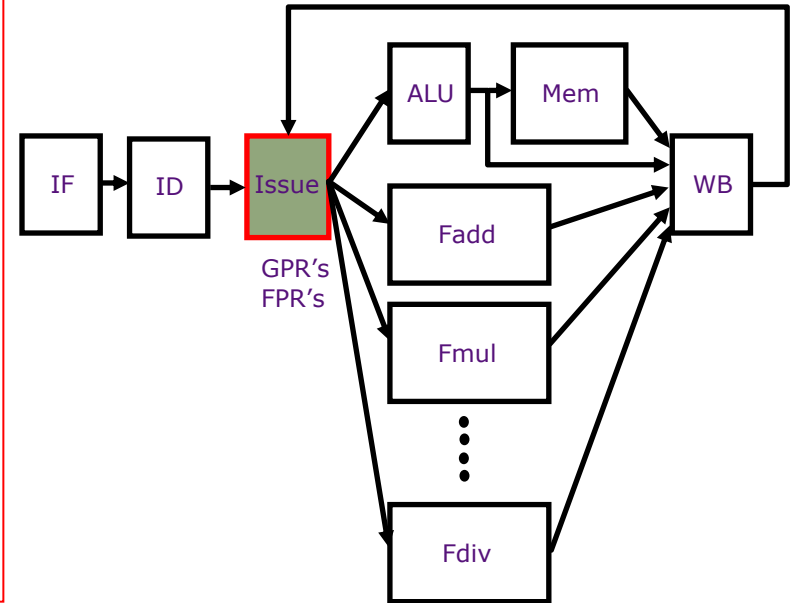 ALU
Mem
IF
ID
Issue
WB
Fadd
GPR's
FPR's
Fmul
Fdiv